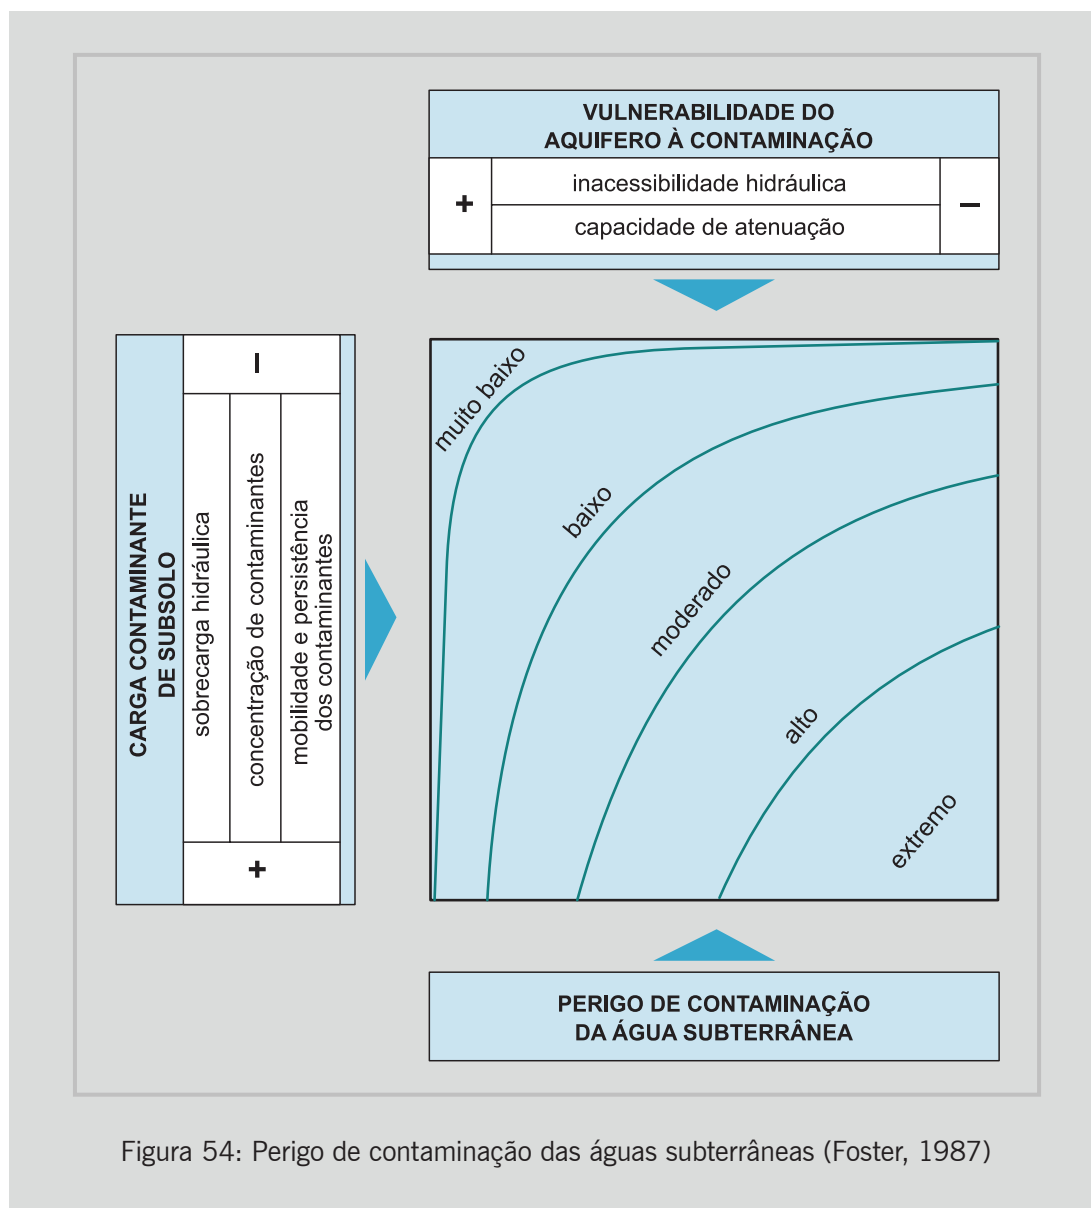 VULNERABILIDADE DO
AQUIFERO À CONTAMINAÇÃO
+
inacessibilidade hidráulica
capacidade de atenuação
–
CARGA CONTAMINANTE
DE SUBSOLO
–
sobrecarga hidráulica
concentração de contaminantes
mobilidade e persistência
dos contaminantes
+
muito baixo
baixo
moderado
alto
extremo
PERIGO DE CONTAMINAÇÃO
DA ÁGUA SUBTERRÂNEA
Figura 54: Perigo de contaminação das águas subterrâneas (Foster, 1987)